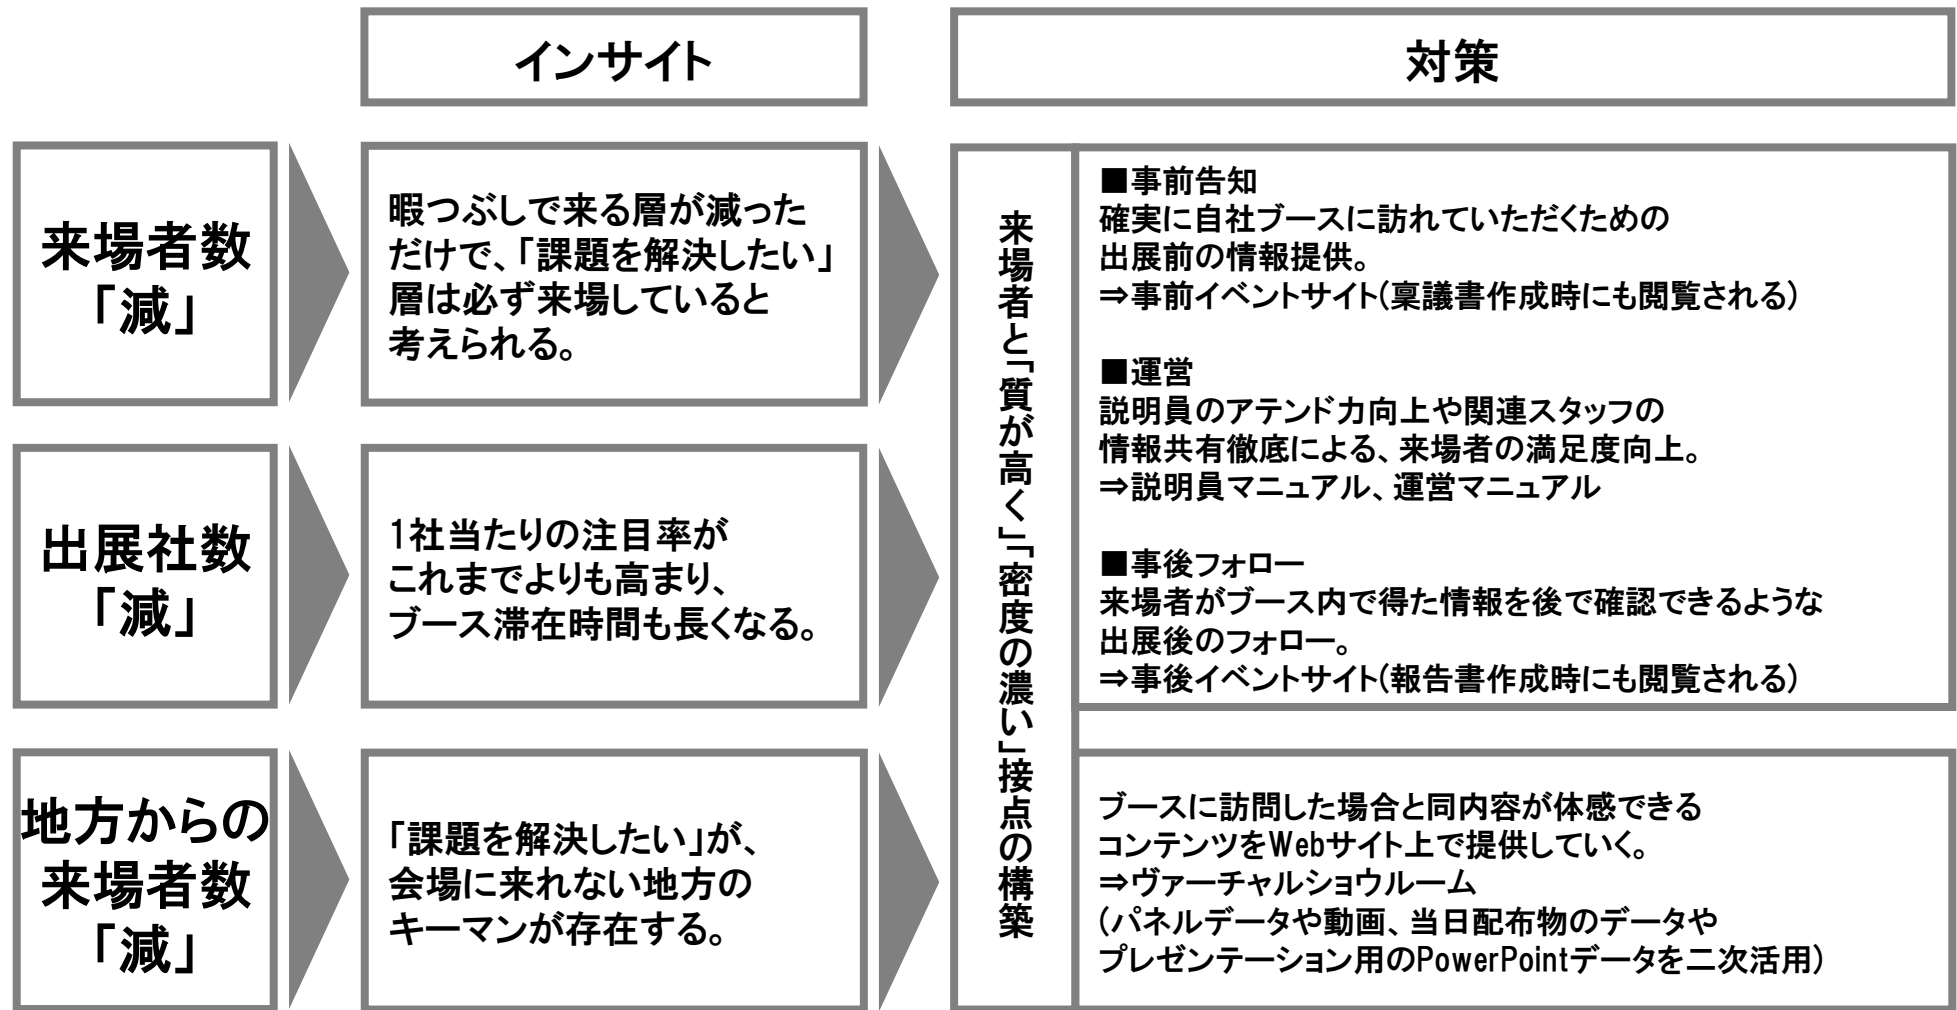 インサイト
対策
来場者数
「減」
暇つぶしで来る層が減った
だけで、「課題を解決したい」
層は必ず来場していると
考えられる。
出展社数
「減」
1社当たりの注目率が
これまでよりも高まり、
ブース滞在時間も長くなる。
地方からの
来場者数
「減」
「課題を解決したい」が、
会場に来れない地方の
キーマンが存在する。
来場者と「質が高く」「密度の濃い」接点の構築
■事前告知
確実に自社ブースに訪れていただくための
出展前の情報提供。
⇒事前イベントサイト(稟議書作成時にも閲覧される)
■運営
説明員のアテンド力向上や関連スタッフの
情報共有徹底による、来場者の満足度向上。
⇒説明員マニュアル、運営マニュアル
■事後フォロー
来場者がブース内で得た情報を後で確認できるような
出展後のフォロー。
⇒事後イベントサイト(報告書作成時にも閲覧される)
ブースに訪問した場合と同内容が体感できる
コンテンツをWebサイト上で提供していく。
⇒ヴァーチャルショウルーム
(パネルデータや動画、当日配布物のデータや
プレゼンテーション用のPowerPointデータを二次活用)